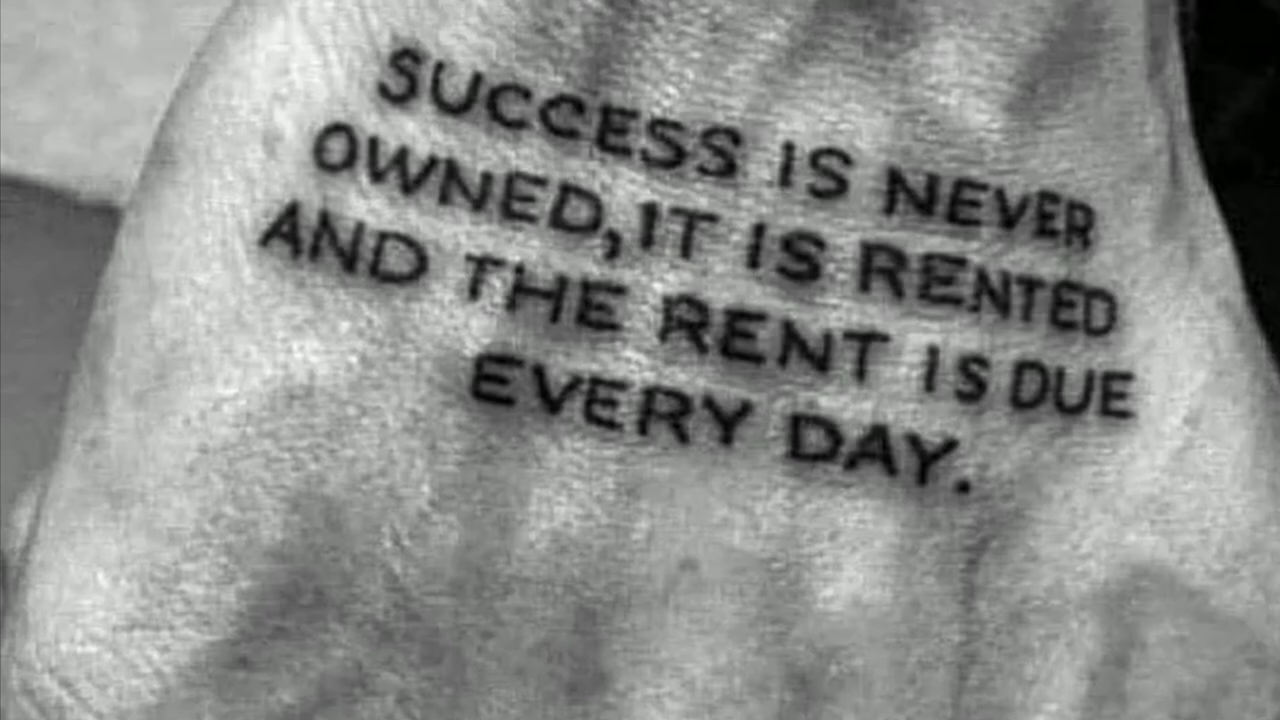 SUCCESS IS NEVER
OWNED, IT IS RENTED
AND THE RENT IS DUE
EVERY DAY.